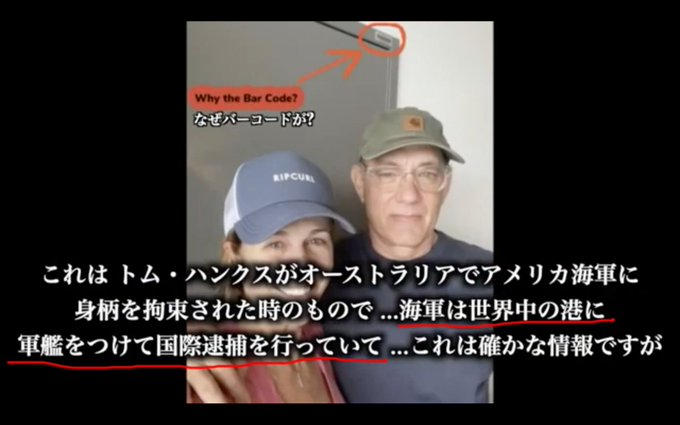 Why the Bar Code?
なぜバーコードが?
RIPCURL
これは トム・ハンクスがオーストラリアでアメリカ海軍に
身柄を拘束された時のもので ...海軍は世界中の港に
軍艦をつけて国際逮捕を行っていて ...これは確かな情報ですが